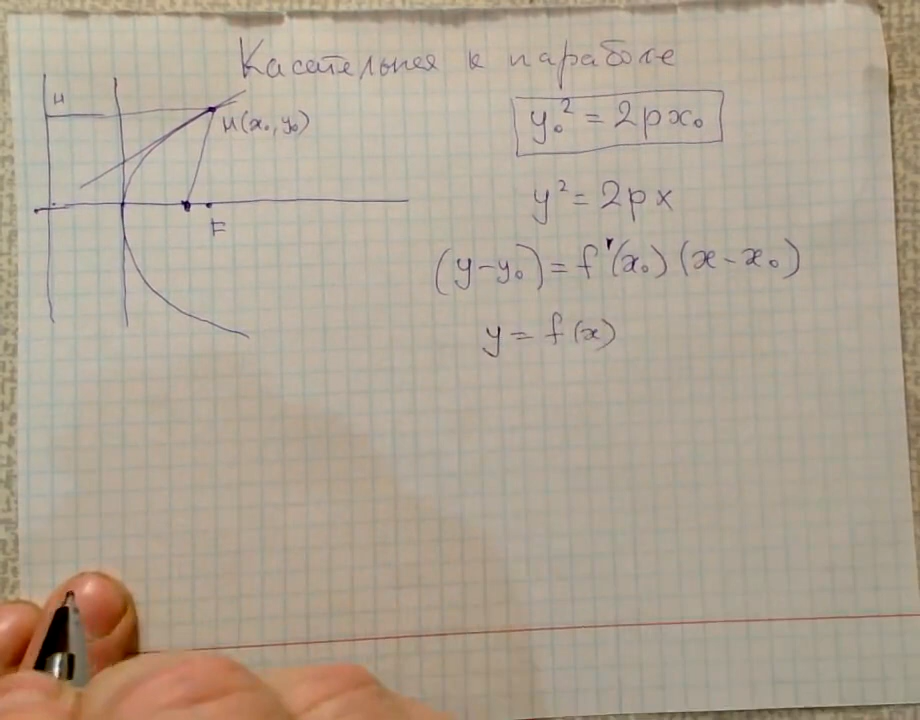 Касательная к параболе
H
M(x₀, y₀)
F
y₀² = 2px₀
y² = 2px
(y-y₀) = f'(x₀)(x-x₀)
y = f(x)